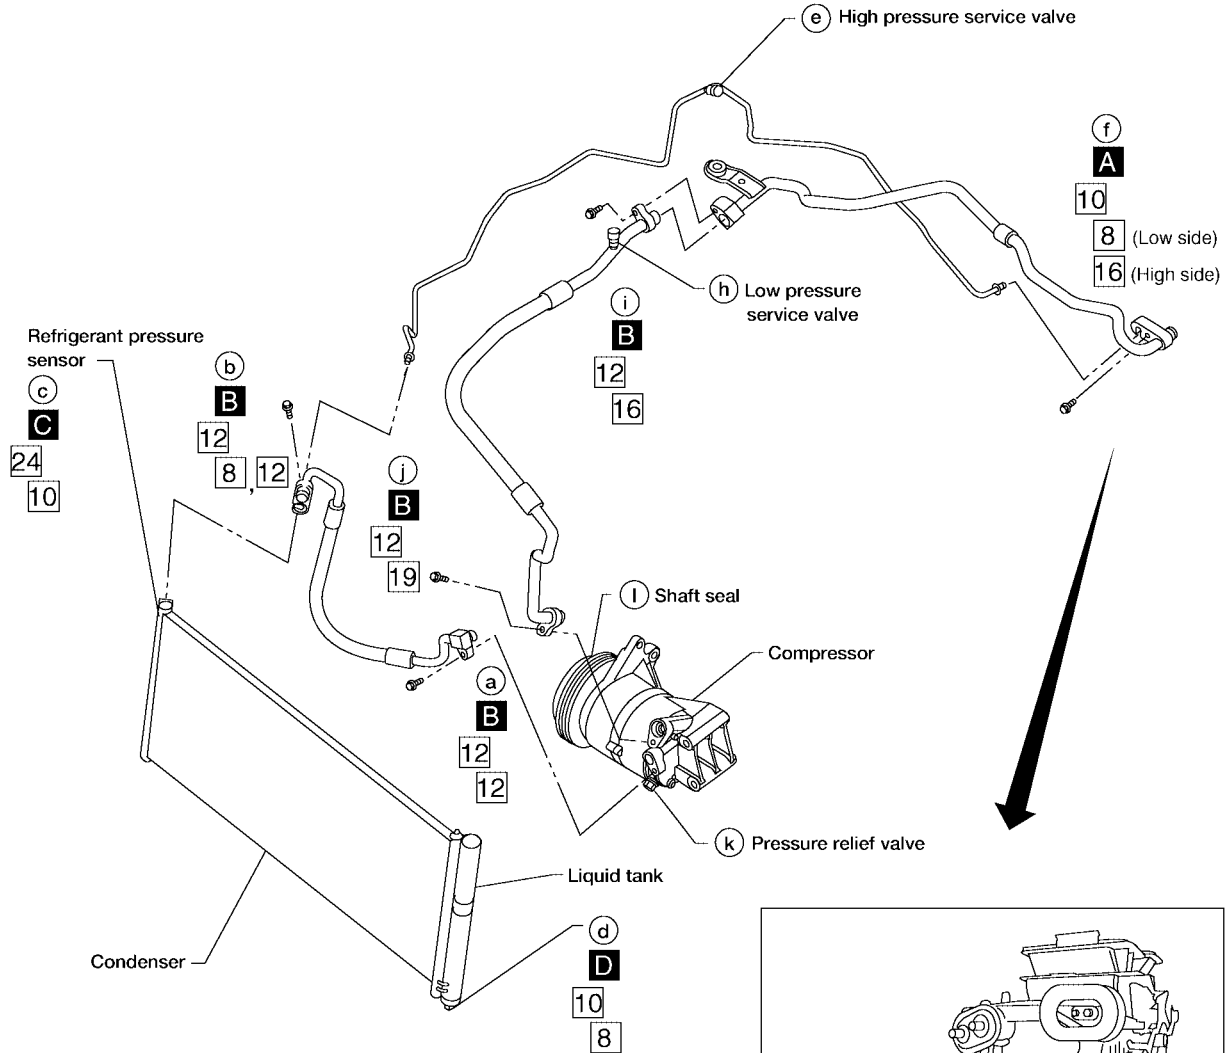 e High pressure service valve
f
A
10
8 (Low side)
16 (High side)
h Low pressure
service valve
i
B
12
16
Refrigerant pressure
sensor
c
C
24
10
b
B
12
8 , 12
j
B
12
19
l Shaft seal
Compressor
a
B
12
12
k Pressure relief valve
Liquid tank
Condenser
d
D
10
8